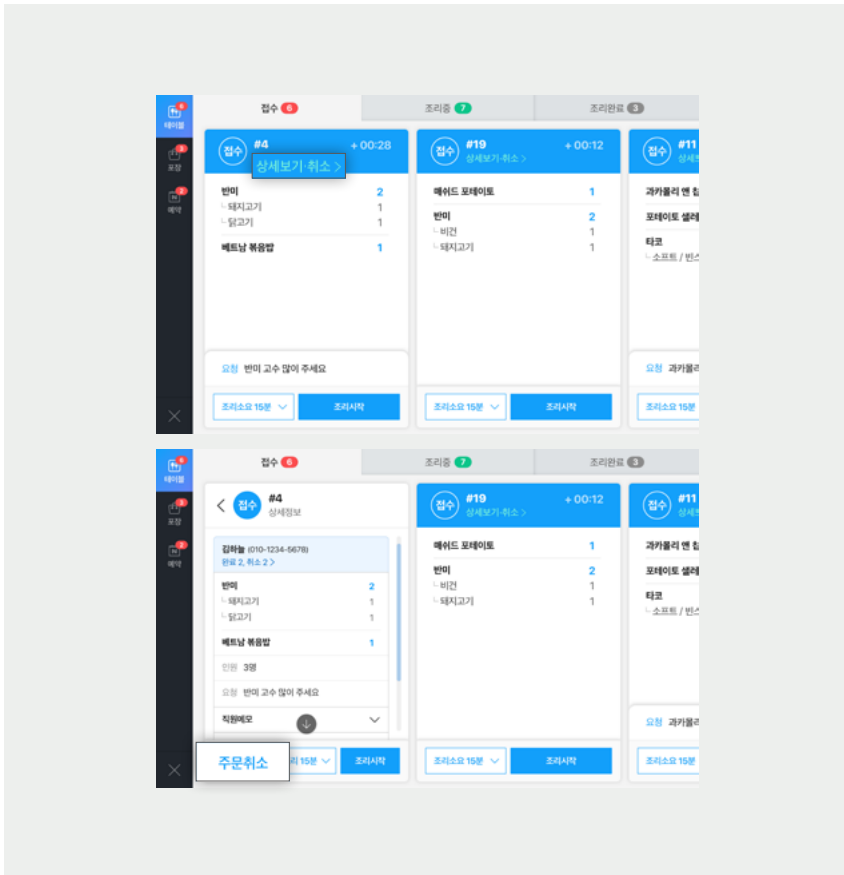 6
테이블
3
포장
2
예약
접수 6
조리중 7
조리완료 3
접수
#4
+ 00:28
상세보기·취소 >
반미 2
돼지고기 1
닭고기 1
베트남 볶음밥 1
요청 반미 고수 많이 주세요
조리소요 15분
조리시작
접수
#19
+ 00:12
상세보기·취소 >
매쉬드 포테이토 1
반미 2
비건 1
돼지고기 1
조리소요 15분
조리시작
접수
#11
과카몰리 앤 칩
포테이토 샐러
타코
소프트 / 빈스
요청 과카몰리
조리소요 15분
6
테이블
3
포장
2
예약
접수 6
조리중 7
조리완료 3
접수
#4
상세정보
김하늘 (010-1234-5678)
완료 2, 취소 2 >
반미 2
돼지고기 1
닭고기 1
베트남 볶음밥 1
인원 3명
요청 반미 고수 많이 주세요
직원메모
주문취소
리 15분
조리시작
접수
#19
+ 00:12
상세보기·취소 >
매쉬드 포테이토 1
반미 2
비건 1
돼지고기 1
조리소요 15분
조리시작
접수
#11
과카몰리 앤 칩
포테이토 샐러
타코
소프트 / 빈스
요청 과카몰리
조리소요 15분